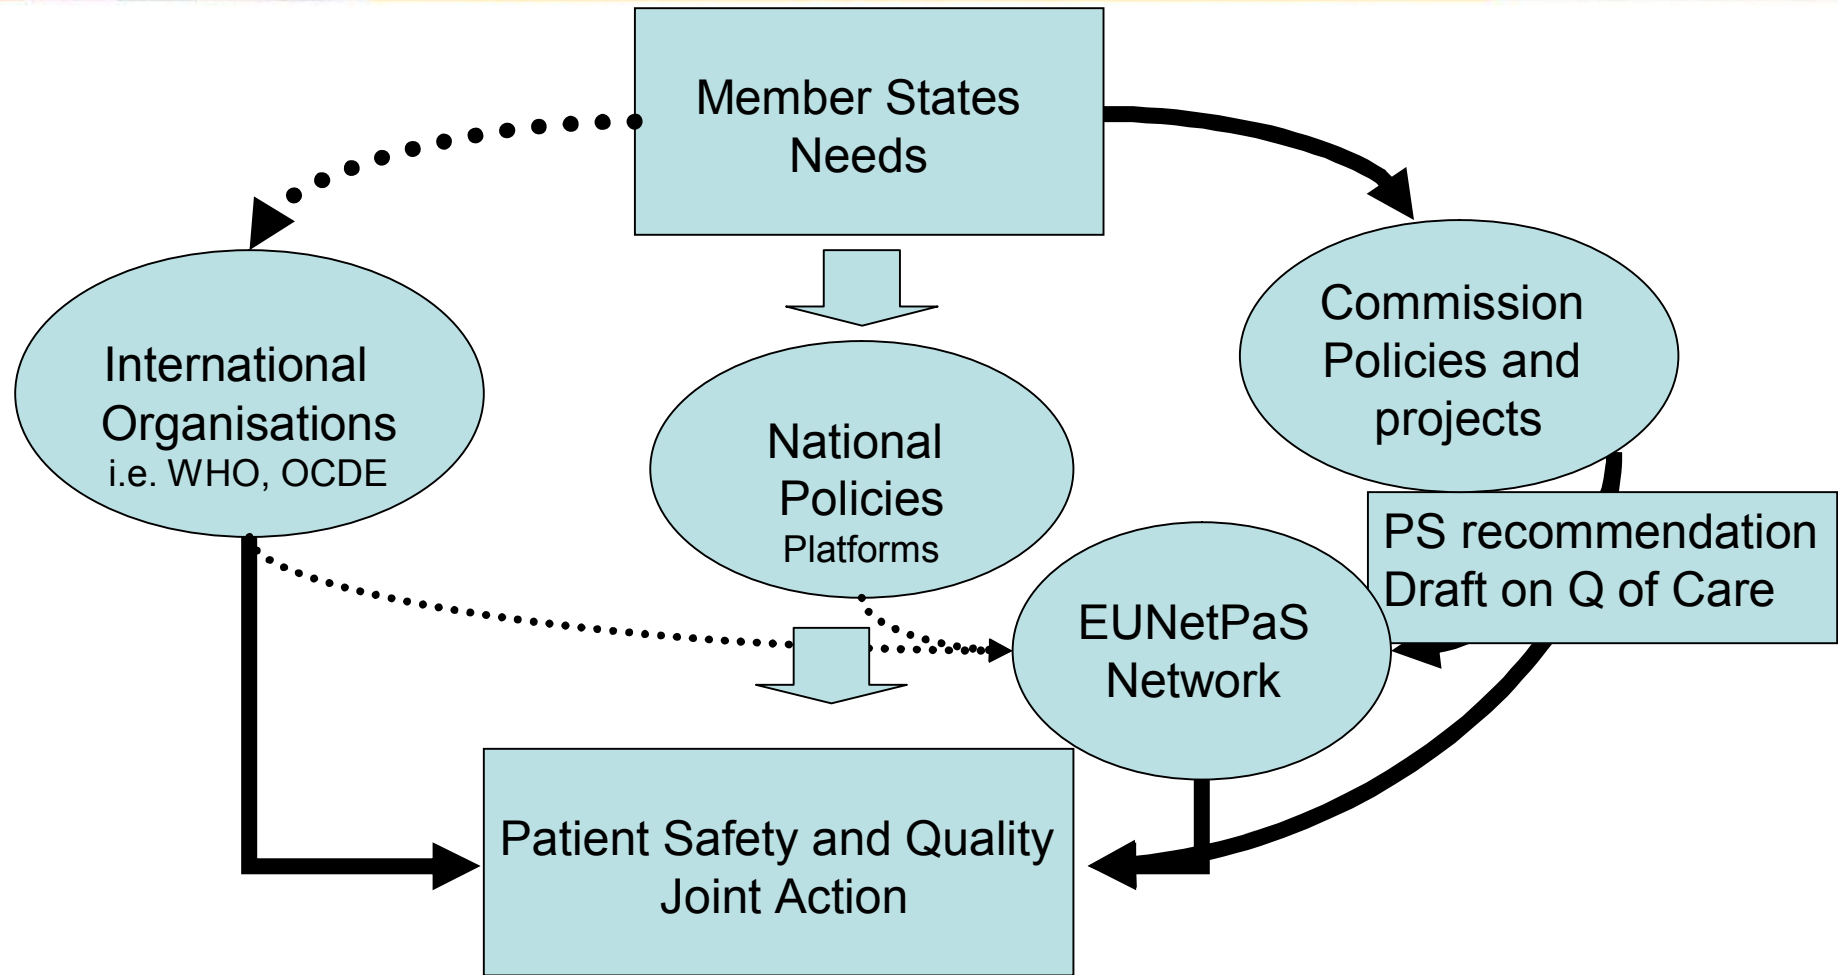 Member States
Needs
International
Organisations
i.e. WHO, OCDE
National
Policies
Platforms
Commission
Policies and
projects
PS recommendation
Draft on Q of Care
EUNetPaS
Network
Patient Safety and Quality
Joint Action